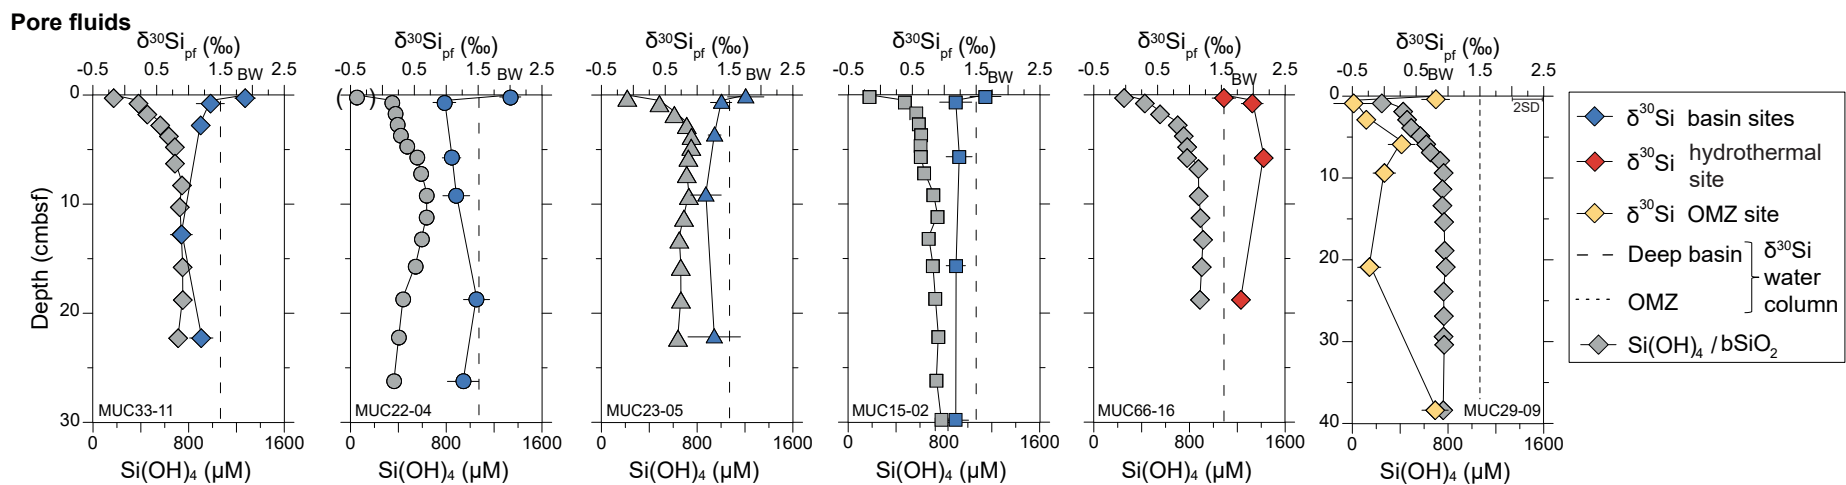 Pore fluids
δ³⁰Si_pf (‰) δ³⁰Si_pf (‰) δ³⁰Si_pf (‰) δ³⁰Si_pf (‰) δ³⁰Si_pf (‰) δ³⁰Si_pf (‰)
-0.5 0.5 1.5 2.5 -0.5 0.5 1.5 2.5 -0.5 0.5 1.5 2.5 -0.5 0.5 1.5 2.5 -0.5 0.5 1.5 2.5 -0.5 0.5 1.5 2.5
BW BW BW BW BW BW
0 ( ) 0
2SD
10 10
20 20
30 30
40
Depth (cmbsf)
MUC33-11 MUC22-04 MUC23-05 MUC15-02 MUC66-16 MUC29-09
0 800 1600 0 800 1600 0 800 1600 0 800 1600 0 800 1600 0 800 1600
Si(OH)₄ (µM) Si(OH)₄ (µM) Si(OH)₄ (µM) Si(OH)₄ (µM) Si(OH)₄ (µM) Si(OH)₄ (µM)
δ³⁰Si basin sites
δ³⁰Si hydrothermal
site
δ³⁰Si OMZ site
Deep basin
OMZ
δ³⁰Si
water
column
Si(OH)₄ / bSiO₂